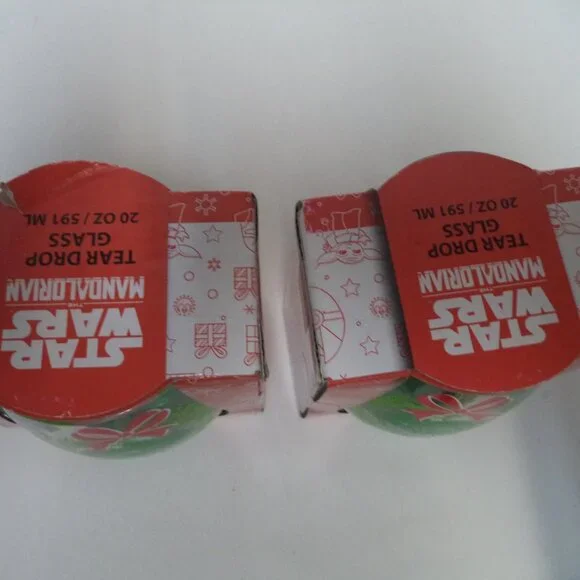 STAR
WARS
THE
MANDALORIAN
TEAR DROP
GLASS
20 OZ / 591 ML
STAR
WARS
THE
MANDALORIAN
TEAR DROP
GLASS
20 OZ / 591 ML